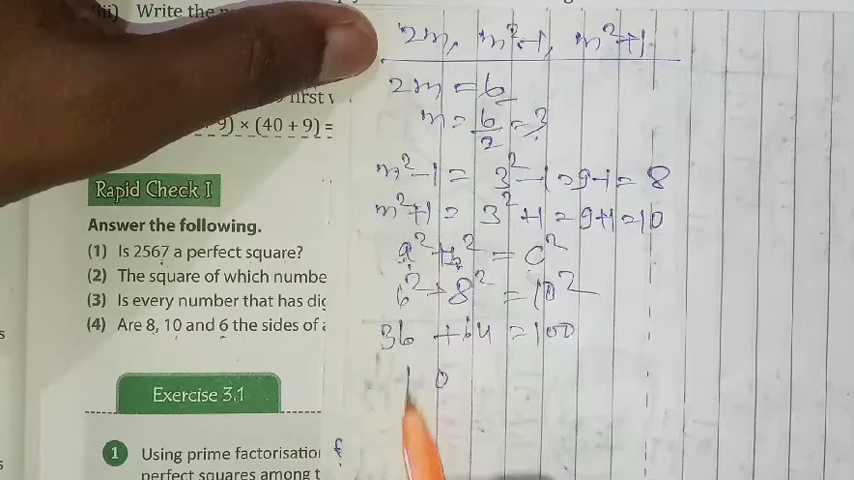 iii) Write the
first
9) × (40 + 9) =
Rapid Check I
Answer the following.
(1) Is 2567 a perfect square?
(2) The square of which numbe
(3) Is every number that has dig
(4) Are 8, 10 and 6 the sides of a
Exercise 3.1
1 Using prime factorisation
perfect squares among t
2m, m²-1, m²+1
2m = 6
m = 6/2 = 3
m²-1 = 3²-1 = 9-1 = 8
m²+1 = 3²+1 = 9+1 = 10
a²+b² = c²
6²+8² = 10²
36+64 = 100
10